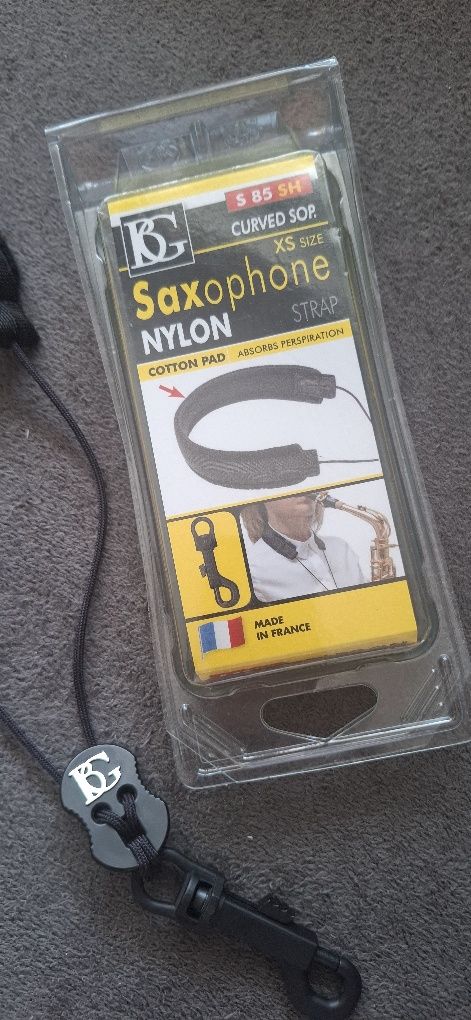 S 85 SH
BG
CURVED SOP.
XS SIZE
Saxophone
NYLON STRAP
COTTON PAD ABSORBS PERSPIRATION
MADE
IN FRANCE
BG